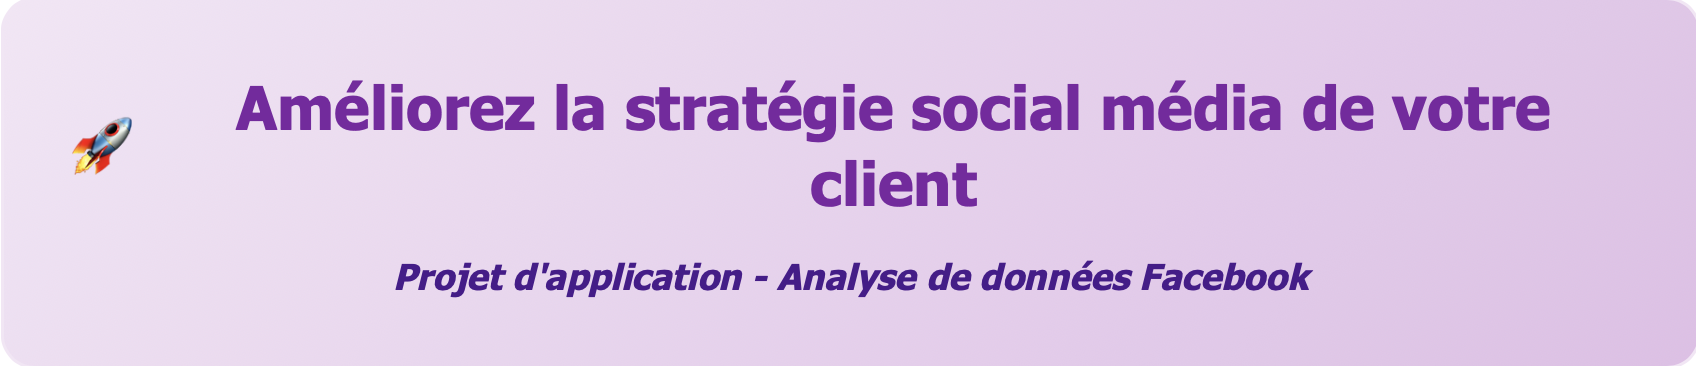 Améliorez la stratégie social média de votre
client
Projet d'application - Analyse de données Facebook